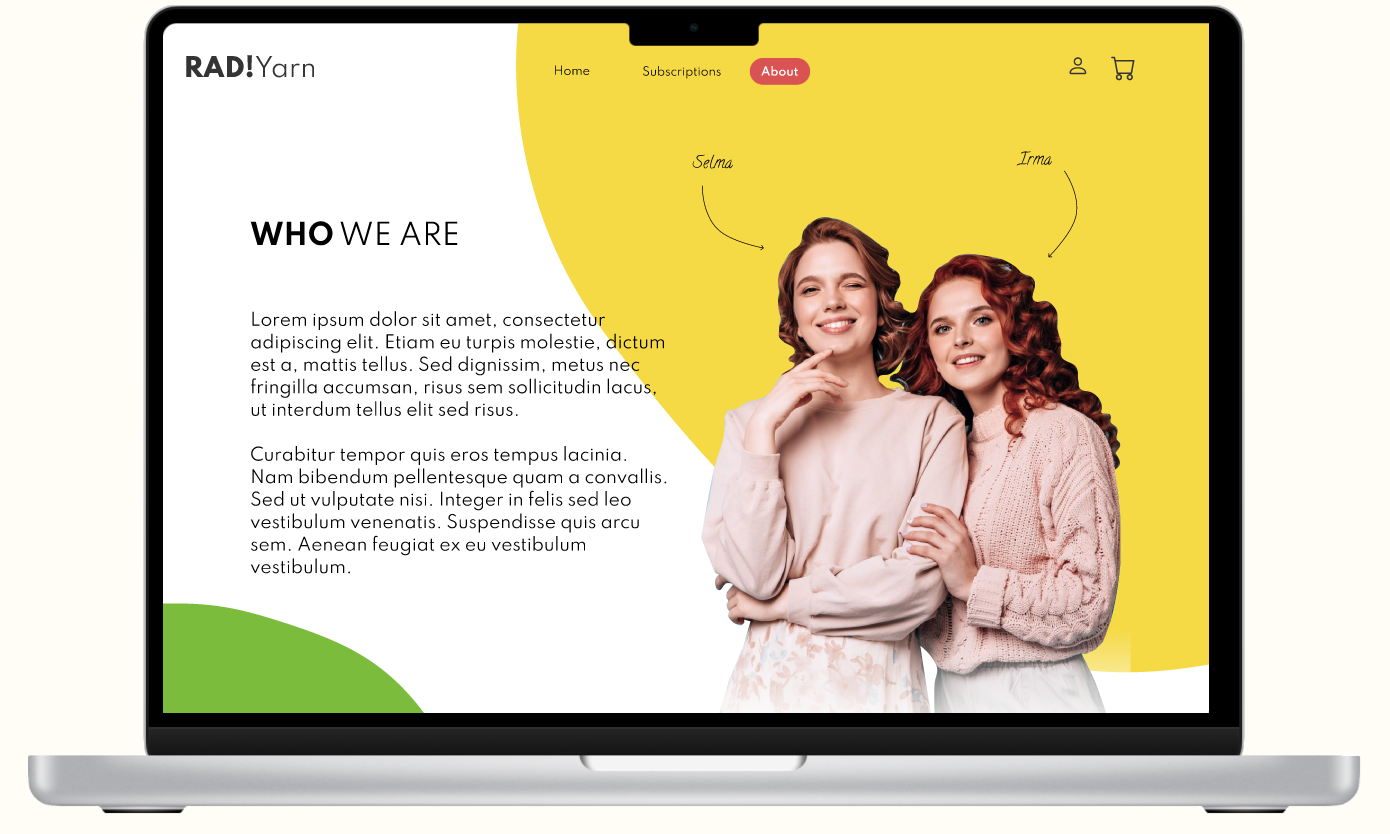 RAD!Yarn
Home Subscriptions About
Selma
Irma
WHO WE ARE
Lorem ipsum dolor sit amet, consectetur
adipiscing elit. Etiam eu turpis molestie, dictum
est a, mattis tellus. Sed dignissim, metus nec
fringilla accumsan, risus sem sollicitudin lacus,
ut interdum tellus elit sed risus.
Curabitur tempor quis eros tempus lacinia.
Nam bibendum pellentesque quam a convallis.
Sed ut vulputate nisi. Integer in felis sed leo
vestibulum venenatis. Suspendisse quis arcu
sem. Aenean feugiat ex eu vestibulum
vestibulum.